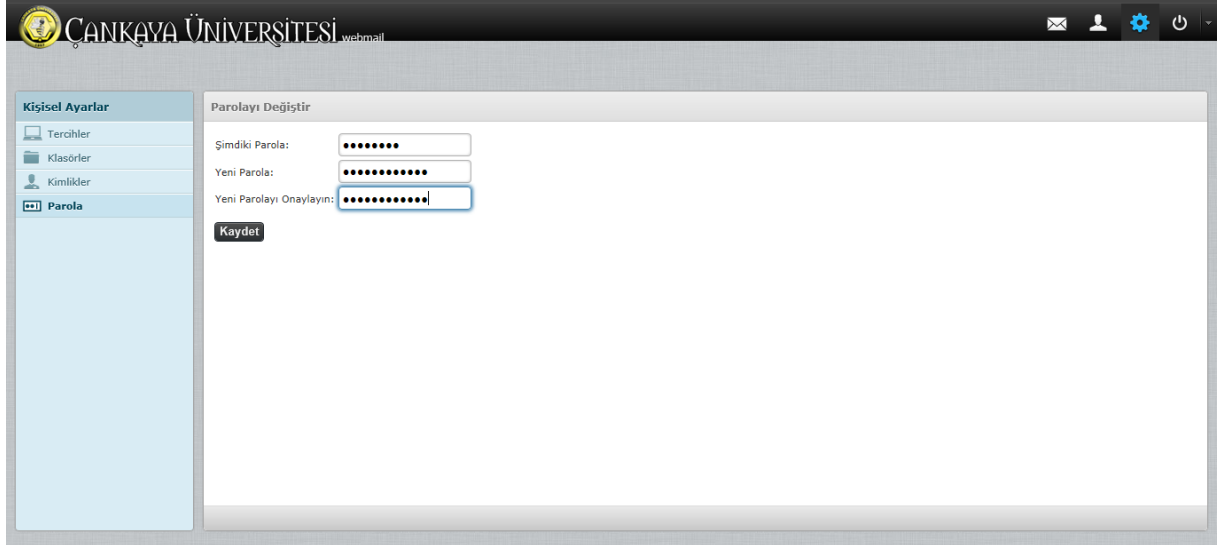 ÇANKAYA ÜNİVERSİTESİ webmail
Kişisel Ayarlar
Tercihler
Klasörler
Kimlikler
Parola
Parolayı Değiştir
Şimdiki Parola: ••••••••
Yeni Parola: ••••••••••••
Yeni Parolayı Onaylayın: ••••••••••••
Kaydet